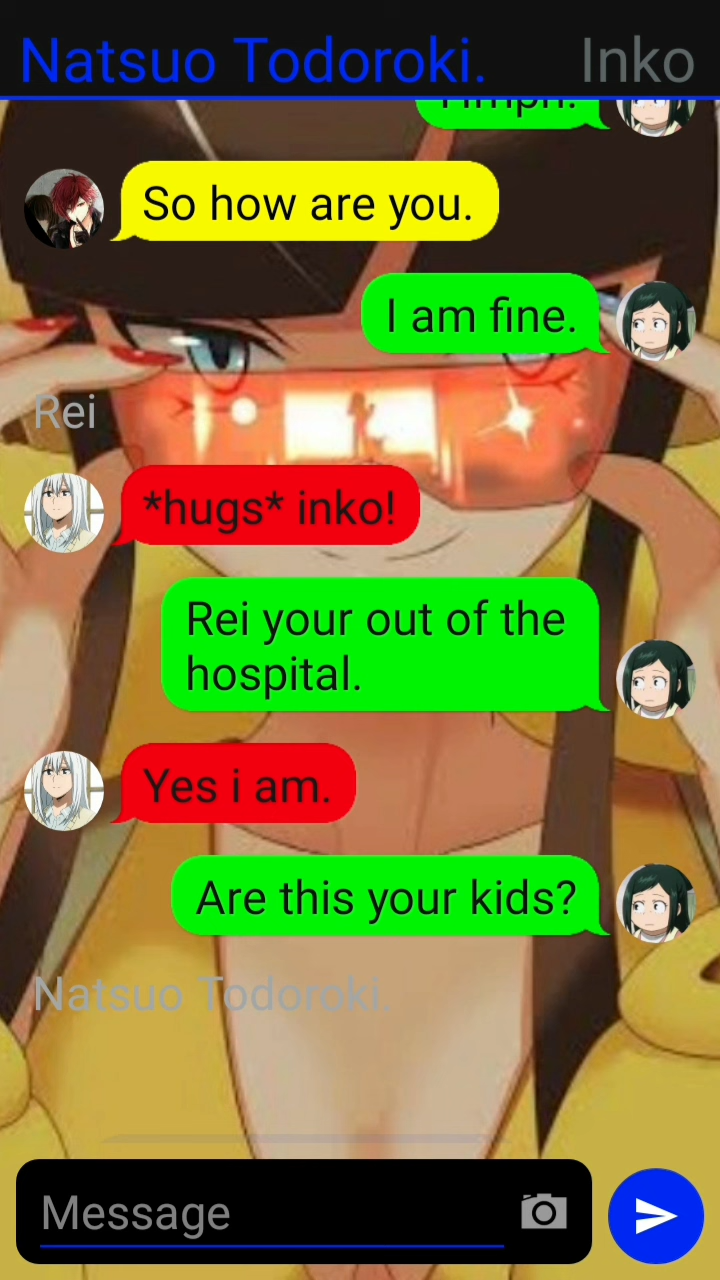 Natsuo Todoroki. Inko
So how are you.
I am fine.
Rei
*hugs* inko!
Rei your out of the
hospital.
Yes i am.
Are this your kids?
Natsuo Todoroki.
Message